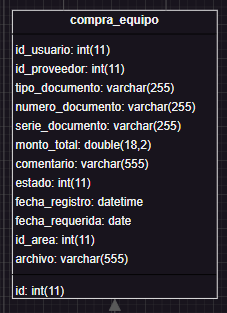 compra_equipo
id_usuario: int(11)
id_proveedor: int(11)
tipo_documento: varchar(255)
numero_documento: varchar(255)
serie_documento: varchar(255)
monto_total: double(18,2)
comentario: varchar(555)
estado: int(11)
fecha_registro: datetime
fecha_requerida: date
id_area: int(11)
archivo: varchar(555)
id: int(11)